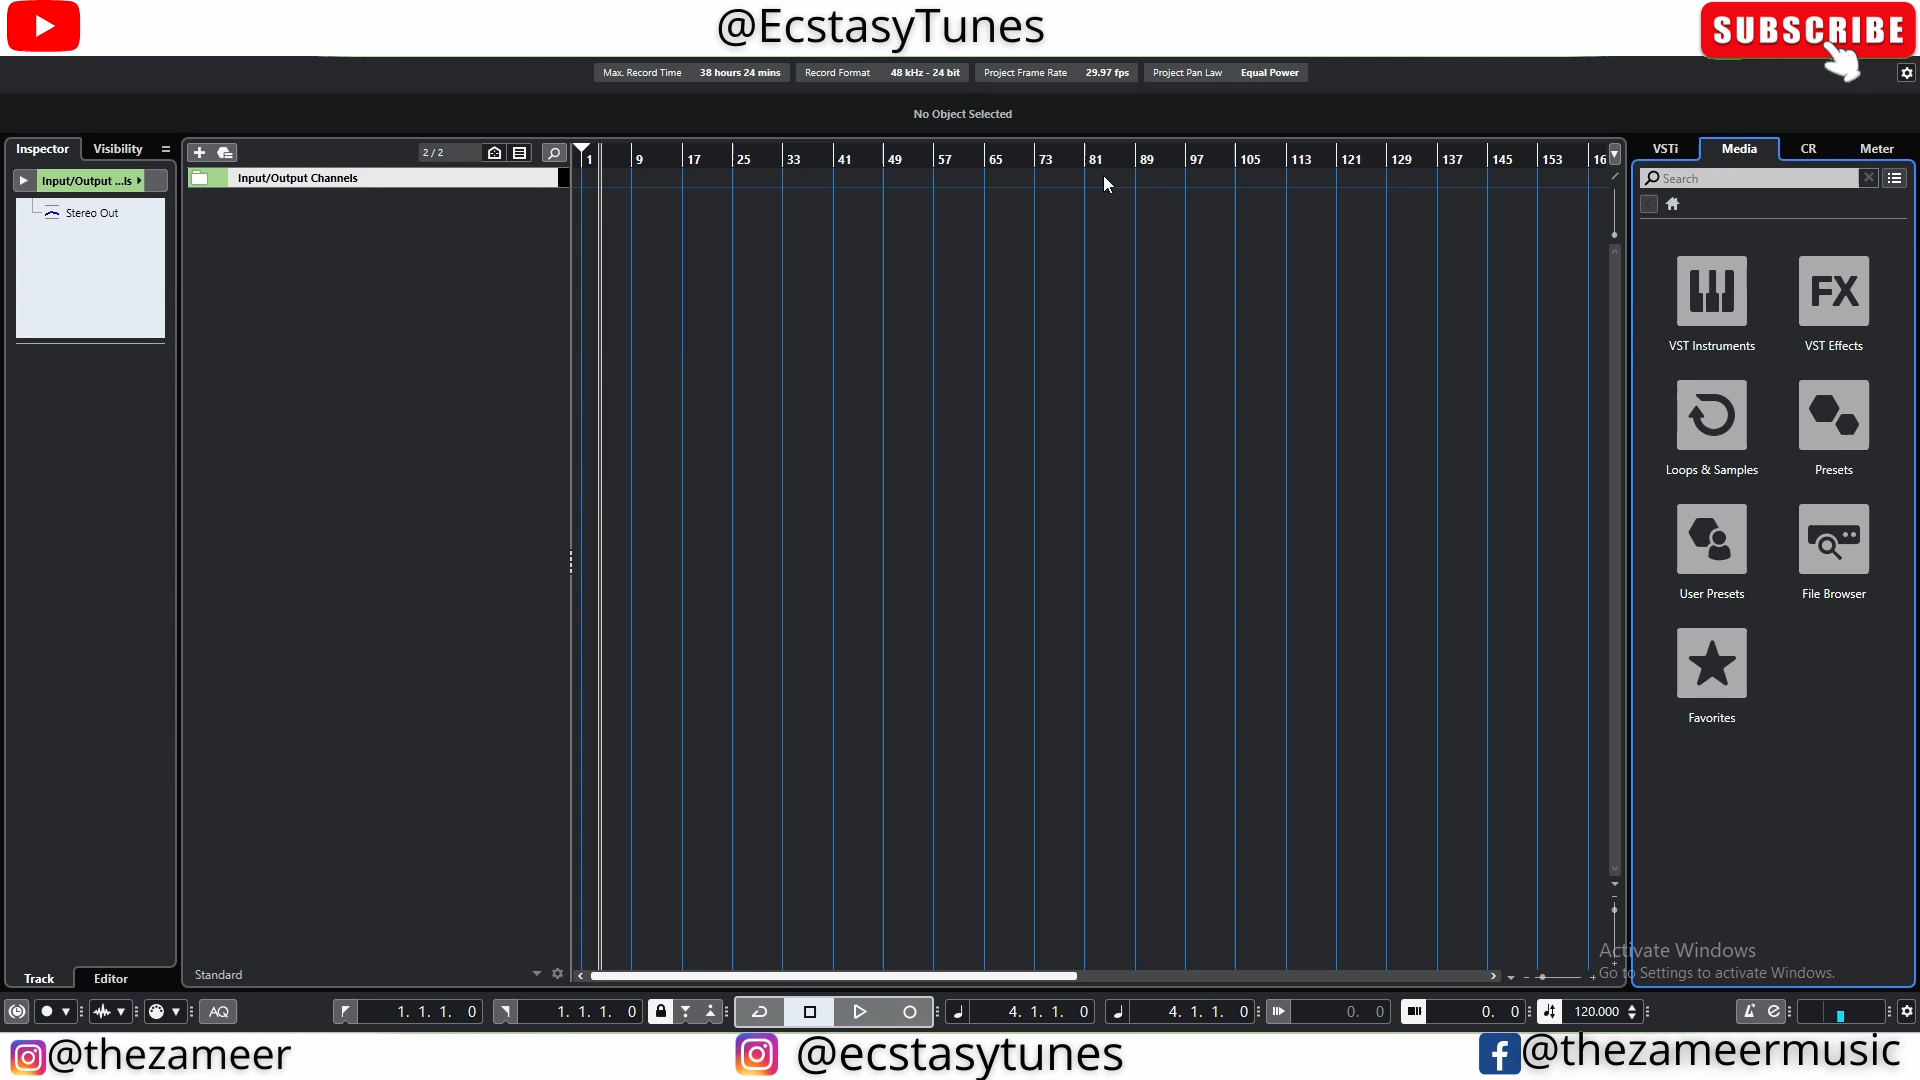 @EcstasyTunes
SUBSCRIBE
Max. Record Time 38 hours 24 mins Record Format 48 kHz - 24 bit Project Frame Rate 29.97 fps Project Pan Law Equal Power
No Object Selected
Inspector Visibility
2 / 2
1 9 17 25 33 41 49 57 65 73 81 89 97 105 113 121 129 137 145 153 16
VSTi Media CR Meter
Input/Output ...ls
Input/Output Channels
Search
Stereo Out
FX
VST Instruments VST Effects
Loops & Samples Presets
User Presets File Browser
Favorites
Activate Windows
Go to Settings to activate Windows.
Track Editor
Standard
AQ
1. 1. 1. 0 1. 1. 1. 0 4. 1. 1. 0 4. 1. 1. 0 0. 0 0. 0 120.000
@thezameer
@ecstasytunes
@thezameermusic